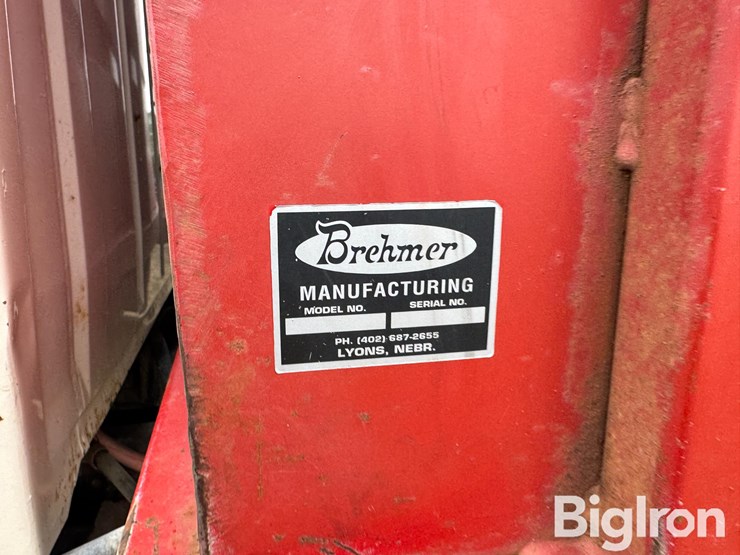 Brehmer
MANUFACTURING
MODEL NO. SERIAL NO.
PH. (402) 687-2655
LYONS, NEBR.
BigIron